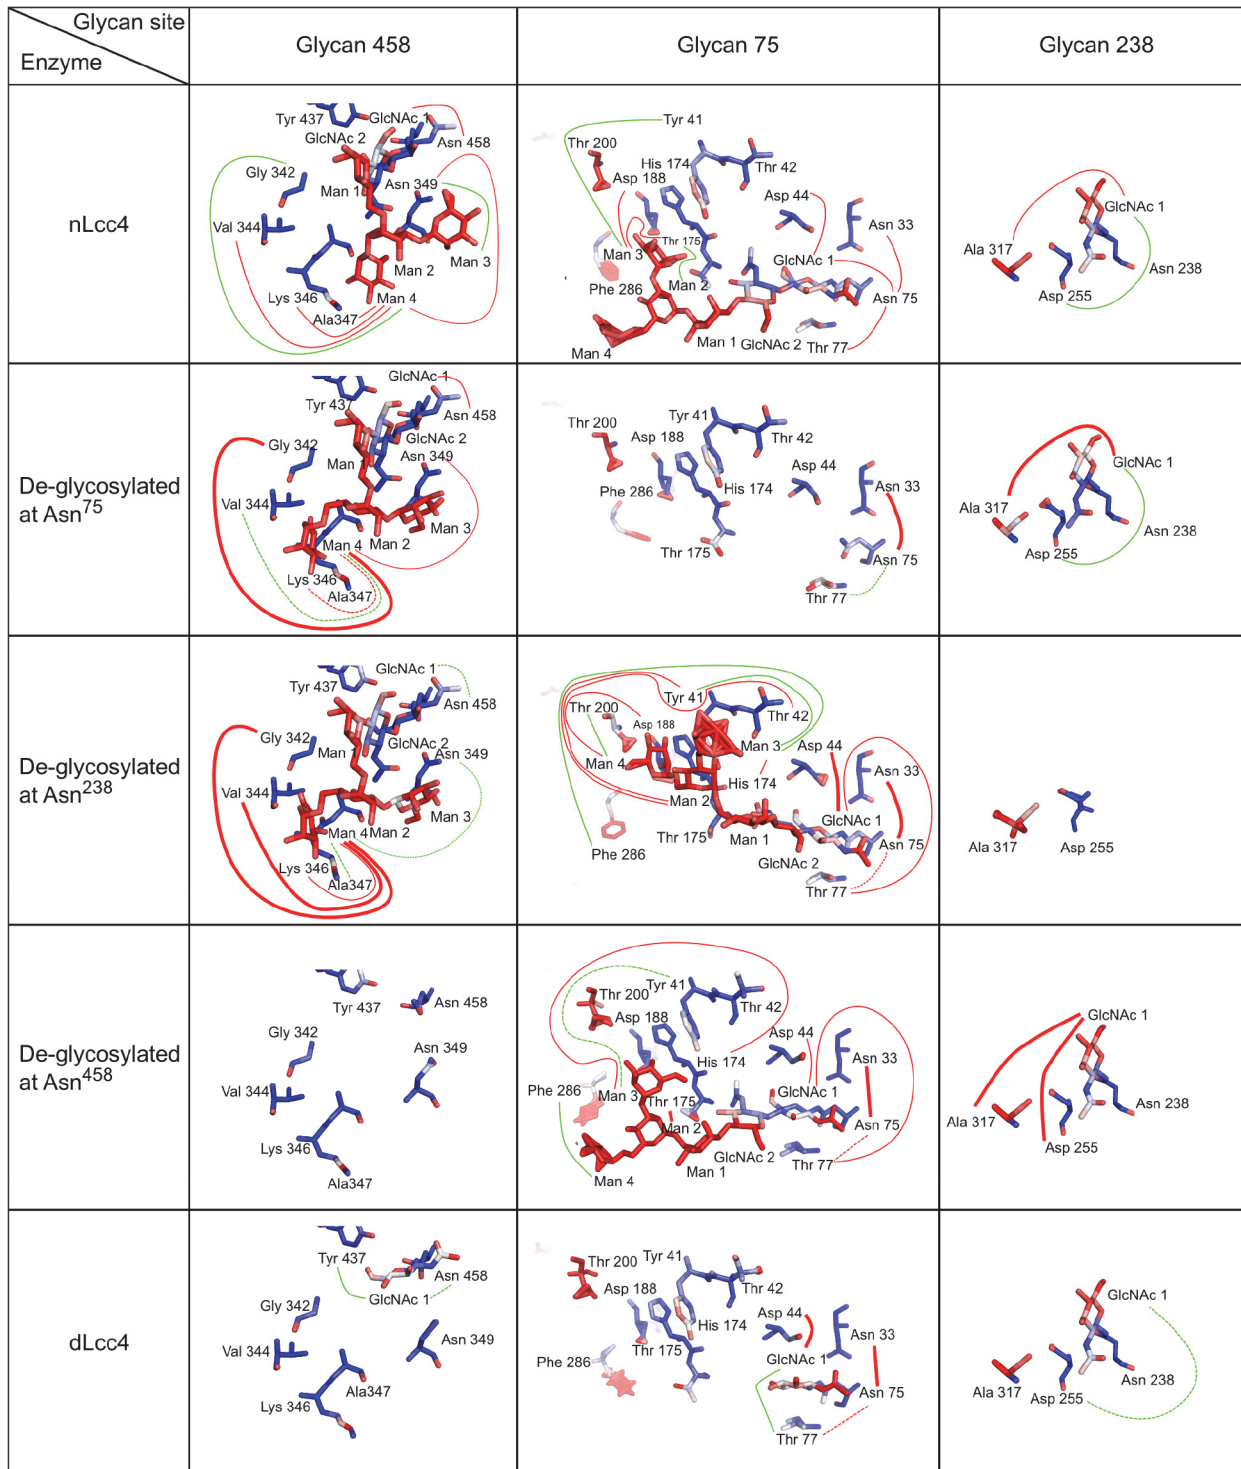 Glycan site
Enzyme
Glycan 458
Glycan 75
Glycan 238
nLcc4
Tyr 437
GlcNAc 1
GlcNAc 2
Asn 458
Gly 342
Man 1
Asn 349
Val 344
Man 2
Man 3
Lys 346
Man 4
Ala347
Tyr 41
Thr 200
His 174
Thr 42
Asp 188
Asp 44
Asn 33
Man 3
Thr 175
GlcNAc 1
Man 2
Phe 286
Asn 75
Man 4
Man 1
GlcNAc 2
Thr 77
GlcNAc 1
Ala 317
Asn 238
Asp 255
De-glycosylated
at Asn75
GlcNAc 1
Tyr 437
Asn 458
GlcNAc 2
Gly 342
Man 1
Asn 349
Val 344
Man 3
Man 4
Man 2
Lys 346
Ala347
Thr 200
Tyr 41
Asp 188
Thr 42
Asp 44
Phe 286
His 174
Asn 33
Thr 175
Asn 75
Thr 77
GlcNAc 1
Ala 317
Asn 238
Asp 255
De-glycosylated
at Asn238
GlcNAc 1
Tyr 437
Asn 458
Gly 342
Man 1
GlcNAc 2
Asn 349
Val 344
Man 3
Man 4
Man 2
Lys 346
Ala347
Tyr 41
Thr 200
Asp 188
Thr 42
Man 3
Asp 44
Man 4
His 174
Asn 33
Man 2
GlcNAc 1
Thr 175
Man 1
Asn 75
Phe 286
GlcNAc 2
Thr 77
Ala 317
Asp 255
De-glycosylated
at Asn458
Tyr 437
Asn 458
Gly 342
Asn 349
Val 344
Lys 346
Ala347
Tyr 41
Thr 200
Thr 42
Asp 188
Asp 44
His 174
Asn 33
Phe 286
Man 3
GlcNAc 1
Thr 175
Man 2
Asn 75
GlcNAc 2
Thr 77
Man 1
Man 4
GlcNAc 1
Ala 317
Asn 238
Asp 255
dLcc4
Tyr 437
Asn 458
GlcNAc 1
Gly 342
Asn 349
Val 344
Ala347
Lys 346
Thr 200
Tyr 41
Asp 188
Thr 42
Asp 44
His 174
Asn 33
Thr 175
GlcNAc 1
Phe 286
Asn 75
Thr 77
GlcNAc 1
Ala 317
Asn 238
Asp 255